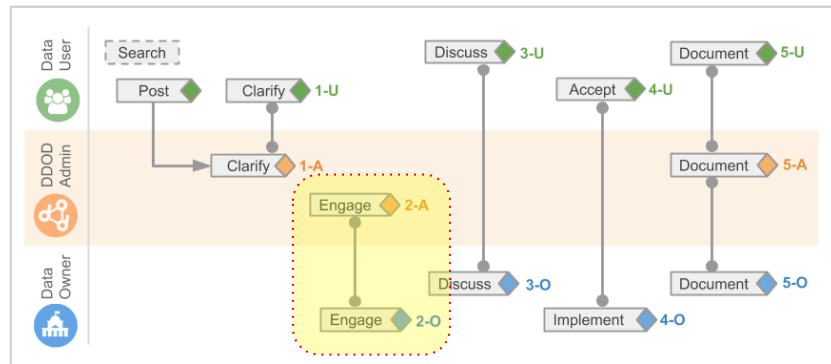 Data
User
Search
Post
Clarify
1-U
Discuss
3-U
Accept
4-U
Document
5-U
DDOD
Admin
Clarify
1-A
Engage
2-A
Document
5-A
Data
Owner
Engage
2-O
Discuss
3-O
Implement
4-O
Document
5-O